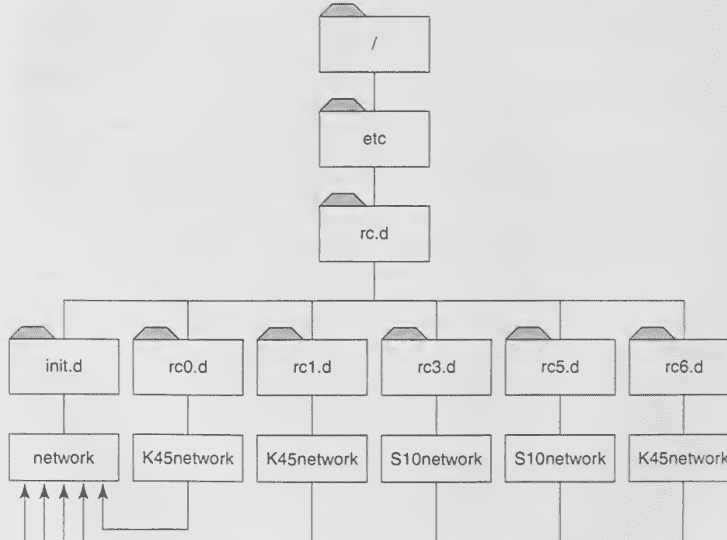 /
etc
rc.d
init.d
rc0.d
rc1.d
rc3.d
rc5.d
rc6.d
network
K45network
K45network
S10network
S10network
K45network